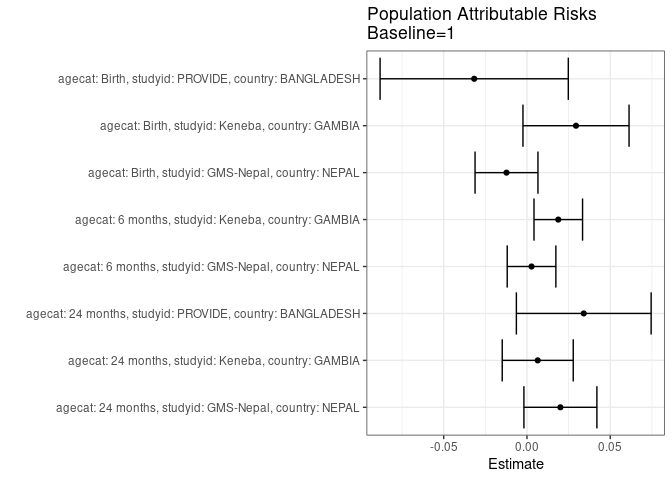 Population Attributable Risks
Baseline=1
agecat: Birth, studyid: PROVIDE, country: BANGLADESH
agecat: Birth, studyid: Keneba, country: GAMBIA
agecat: Birth, studyid: GMS-Nepal, country: NEPAL
agecat: 6 months, studyid: Keneba, country: GAMBIA
agecat: 6 months, studyid: GMS-Nepal, country: NEPAL
agecat: 24 months, studyid: PROVIDE, country: BANGLADESH
agecat: 24 months, studyid: Keneba, country: GAMBIA
agecat: 24 months, studyid: GMS-Nepal, country: NEPAL
-0.05 0.00 0.05
Estimate